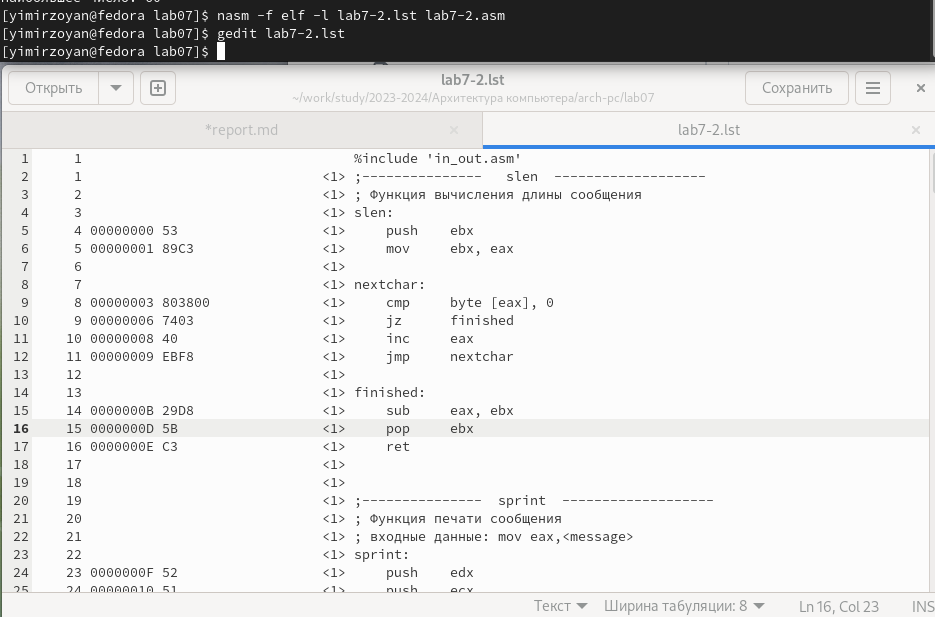 [yimirzoyan@fedora lab07]$ nasm -f elf -l lab7-2.lst lab7-2.asm
[yimirzoyan@fedora lab07]$ gedit lab7-2.lst
[yimirzoyan@fedora lab07]$
Открыть lab7-2.lst Сохранить
~/work/study/2023-2024/Архитектура компьютера/arch-pc/lab07
*report.md lab7-2.lst
1 1 %include 'in_out.asm'
2 1 <1> ;--------------- slen -------------------
3 2 <1> ; Функция вычисления длины сообщения
4 3 <1> slen:
5 4 00000000 53 <1> push ebx
6 5 00000001 89C3 <1> mov ebx, eax
7 6 <1>
8 7 <1> nextchar:
9 8 00000003 803800 <1> cmp byte [eax], 0
10 9 00000006 7403 <1> jz finished
11 10 00000008 40 <1> inc eax
12 11 00000009 EBF8 <1> jmp nextchar
13 12 <1>
14 13 <1> finished:
15 14 0000000B 29D8 <1> sub eax, ebx
16 15 0000000D 5B <1> pop ebx
17 16 0000000E C3 <1> ret
18 17 <1>
19 18 <1>
20 19 <1> ;--------------- sprint -------------------
21 20 <1> ; Функция печати сообщения
22 21 <1> ; входные данные: mov eax,<message>
23 22 <1> sprint:
24 23 0000000F 52 <1> push edx
25 24 00000010 51 <1> push ecx
Текст Ширина табуляции: 8 Ln 16, Col 23 INS